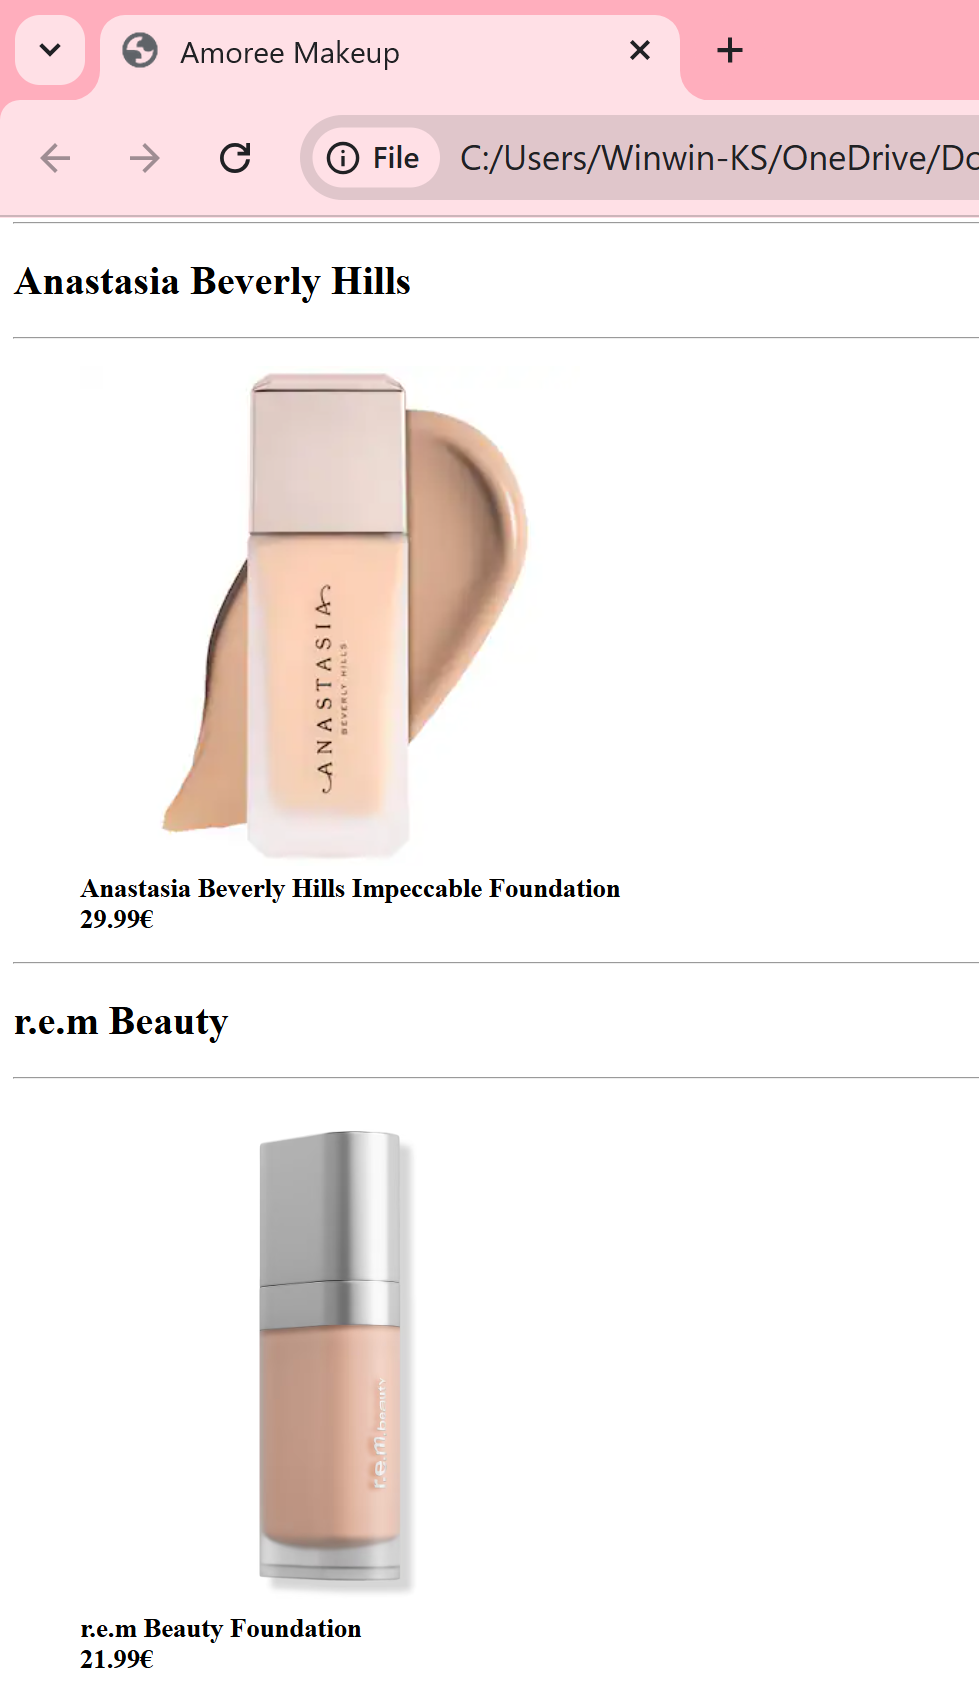 Amoree Makeup
File C:/Users/Winwin-KS/OneDrive/Do
Anastasia Beverly Hills
ANASTASIA
BEVERLY HILLS
Anastasia Beverly Hills Impeccable Foundation
29.99€
r.e.m Beauty
r.e.m.beauty
r.e.m Beauty Foundation
21.99€